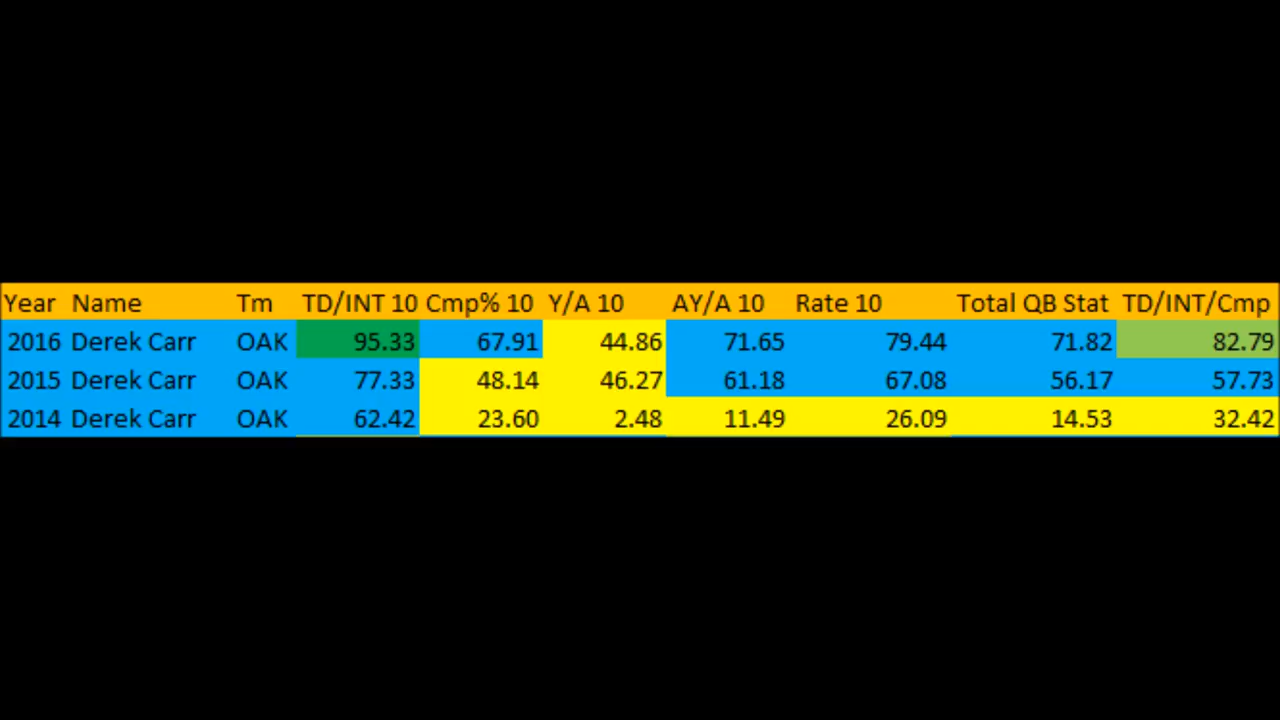 Year Name Tm TD/INT 10 Cmp% 10 Y/A 10 AY/A 10 Rate 10 Total QB Stat TD/INT/Cmp
2016 Derek Carr OAK 95.33 67.91 44.86 71.65 79.44 71.82 82.79
2015 Derek Carr OAK 77.33 48.14 46.27 61.18 67.08 56.17 57.73
2014 Derek Carr OAK 62.42 23.60 2.48 11.49 26.09 14.53 32.42